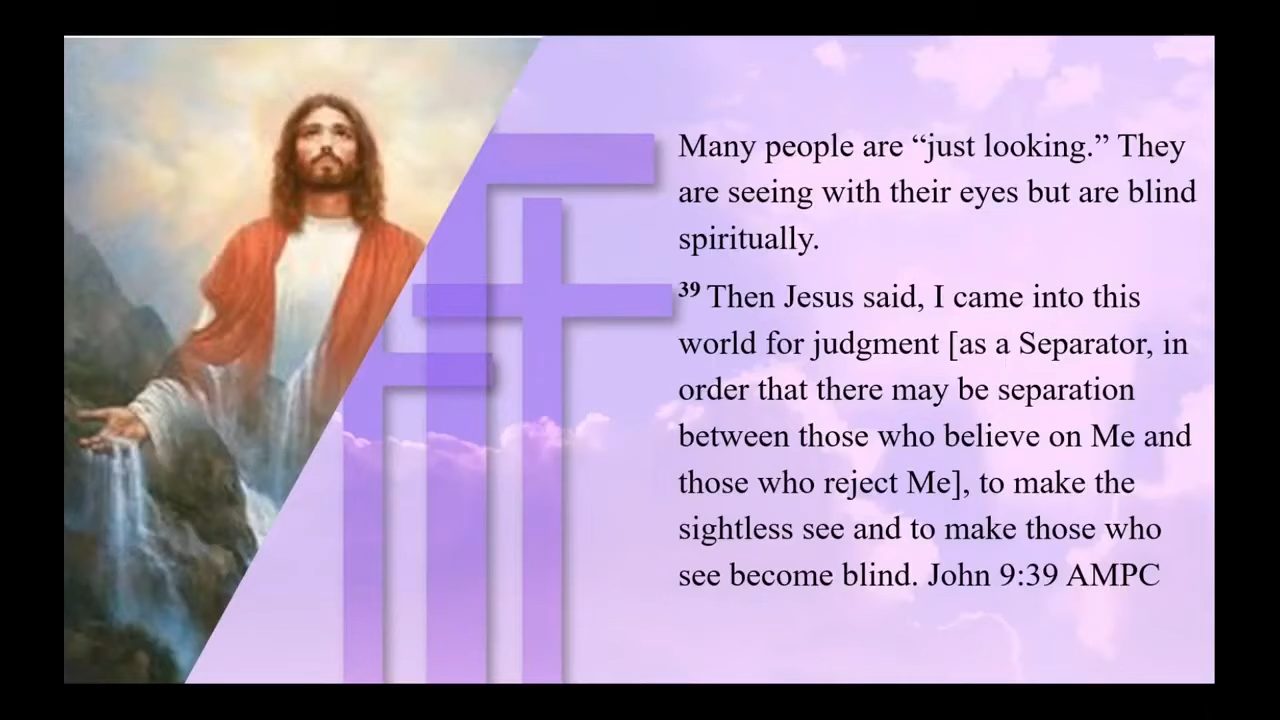 Many people are “just looking.” They
are seeing with their eyes but are blind
spiritually.
39 Then Jesus said, I came into this
world for judgment [as a Separator, in
order that there may be separation
between those who believe on Me and
those who reject Me], to make the
sightless see and to make those who
see become blind. John 9:39 AMPC